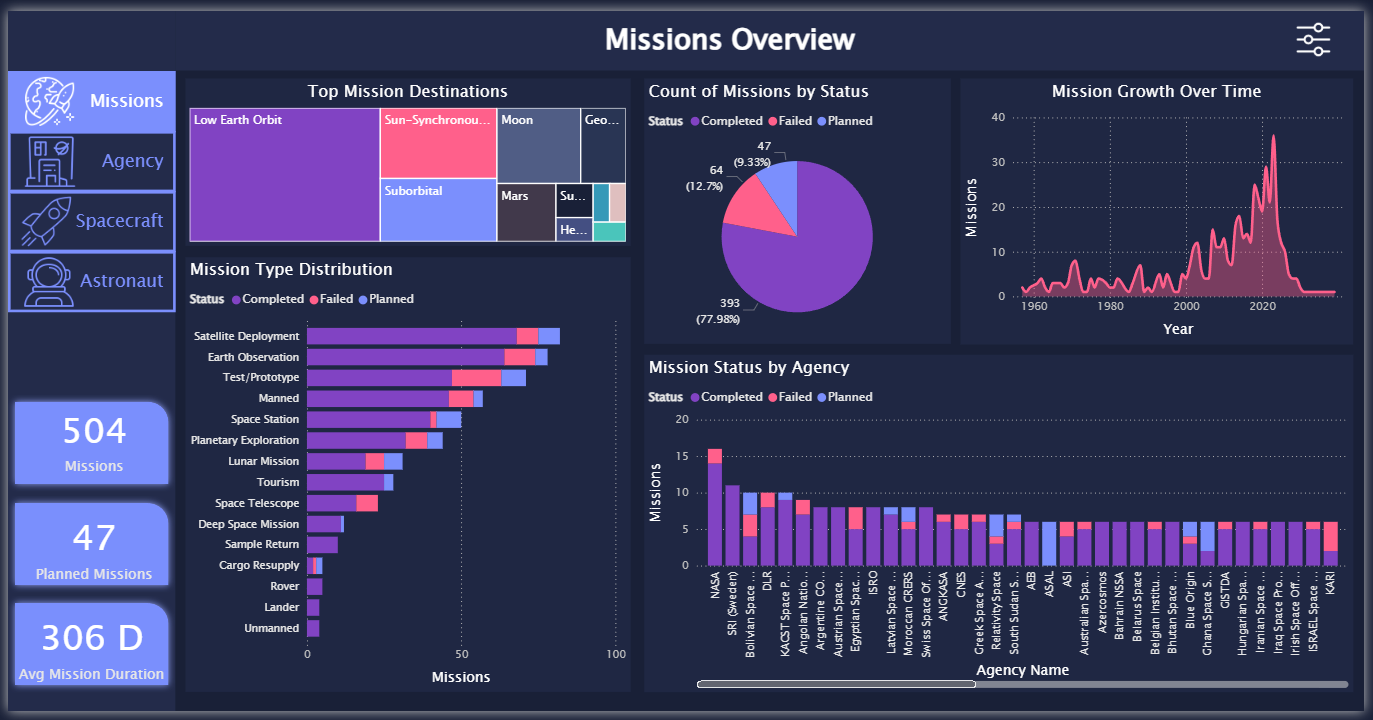 Missions Overview
Missions
Agency
Spacecraft
Astronaut
504
Missions
47
Planned Missions
306 D
Avg Mission Duration
Top Mission Destinations
Low Earth Orbit
Sun-Synchronou...
Suborbital
Moon
Geo...
Mars
Su...
He...
Mission Type Distribution
Status Completed Failed Planned
Satellite Deployment
Earth Observation
Test/Prototype
Manned
Space Station
Planetary Exploration
Lunar Mission
Tourism
Space Telescope
Deep Space Mission
Sample Return
Cargo Resupply
Rover
Lander
Unmanned
0 50 100
Missions
Count of Missions by Status
Status Completed Failed Planned
47
(9.33%)
64
(12.7%)
393
(77.98%)
Mission Growth Over Time
Missions
40
30
20
10
0
1960 1980 2000 2020
Year
Mission Status by Agency
Status Completed Failed Planned
Missions
20
15
10
5
0
NASA
SRI (Sweden)
Bolivian Space ...
DLR
KACST Space P...
Angolan Natio...
Argentine CO...
Austrian Space...
Egyptian Spac...
ISRO
Latvian Space ...
Moroccan CRERS
Swiss Space Of...
ANGKASA
CNES
Greek Space A...
Relativity Space
South Sudan S...
AEB
ASAL
ASI
Australian Spa...
Azercosmos
Bahrain NSSA
Belarus Space
Belgian Institu...
Bhutan Space ...
Blue Origin
Ghana Space S...
GISTDA
Hungarian Spa...
Iranian Space ...
Iraq Space Pro...
Irish Space Off...
ISRAEL Space ...
KARI
Agency Name